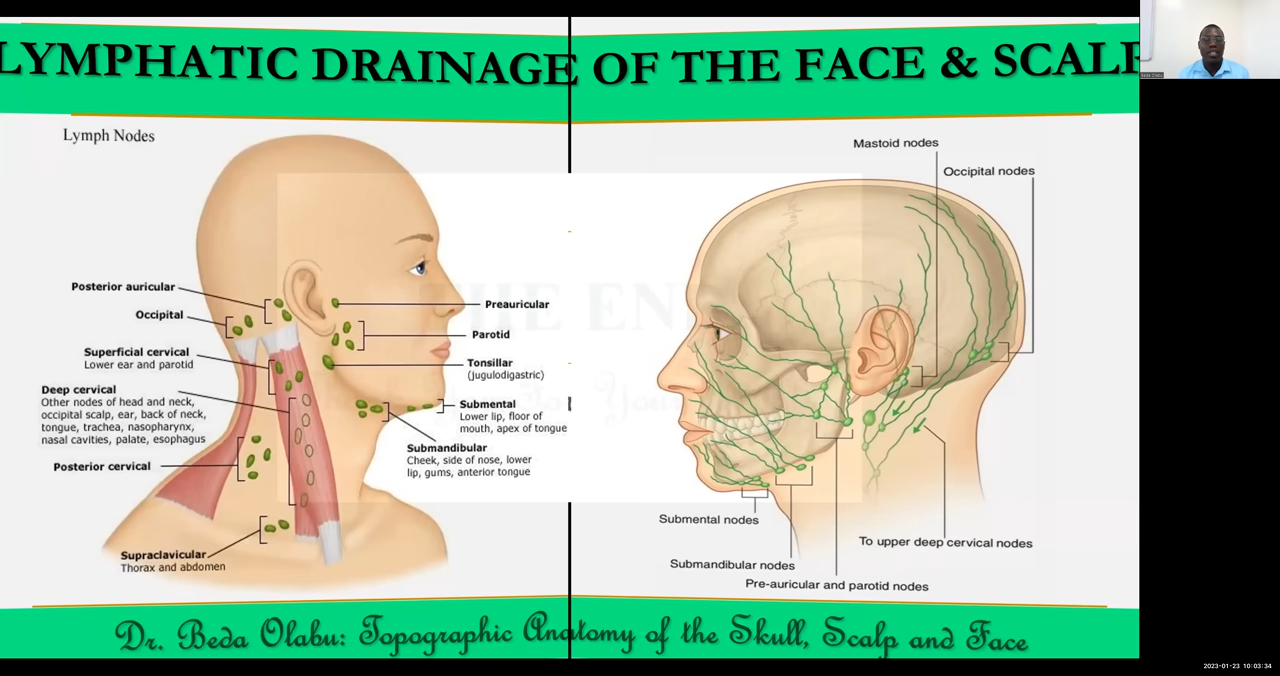 LYMPHATIC DRAINAGE OF THE FACE & SCALP
Lymph Nodes
Posterior auricular
Occipital
Superficial cervical
Lower ear and parotid
Deep cervical
Other nodes of head and neck,
occipital scalp, ear, back of neck,
tongue, trachea, nasopharynx,
nasal cavities, palate, esophagus
Posterior cervical
Supraclavicular
Thorax and abdomen
Preauricular
Parotid
Tonsillar
(jugulodigastric)
Submental
Lower lip, floor of
mouth, apex of tongue
Submandibular
Cheek, side of nose, lower
lip, gums, anterior tongue
THE END
Mastoid nodes
Occipital nodes
Submental nodes
Submandibular nodes
Pre-auricular and parotid nodes
To upper deep cervical nodes
Dr. Beda Olabu: Topographic Anatomy of the Skull, Scalp and Face
Beda Olabu
2023-01-23 10:03:34